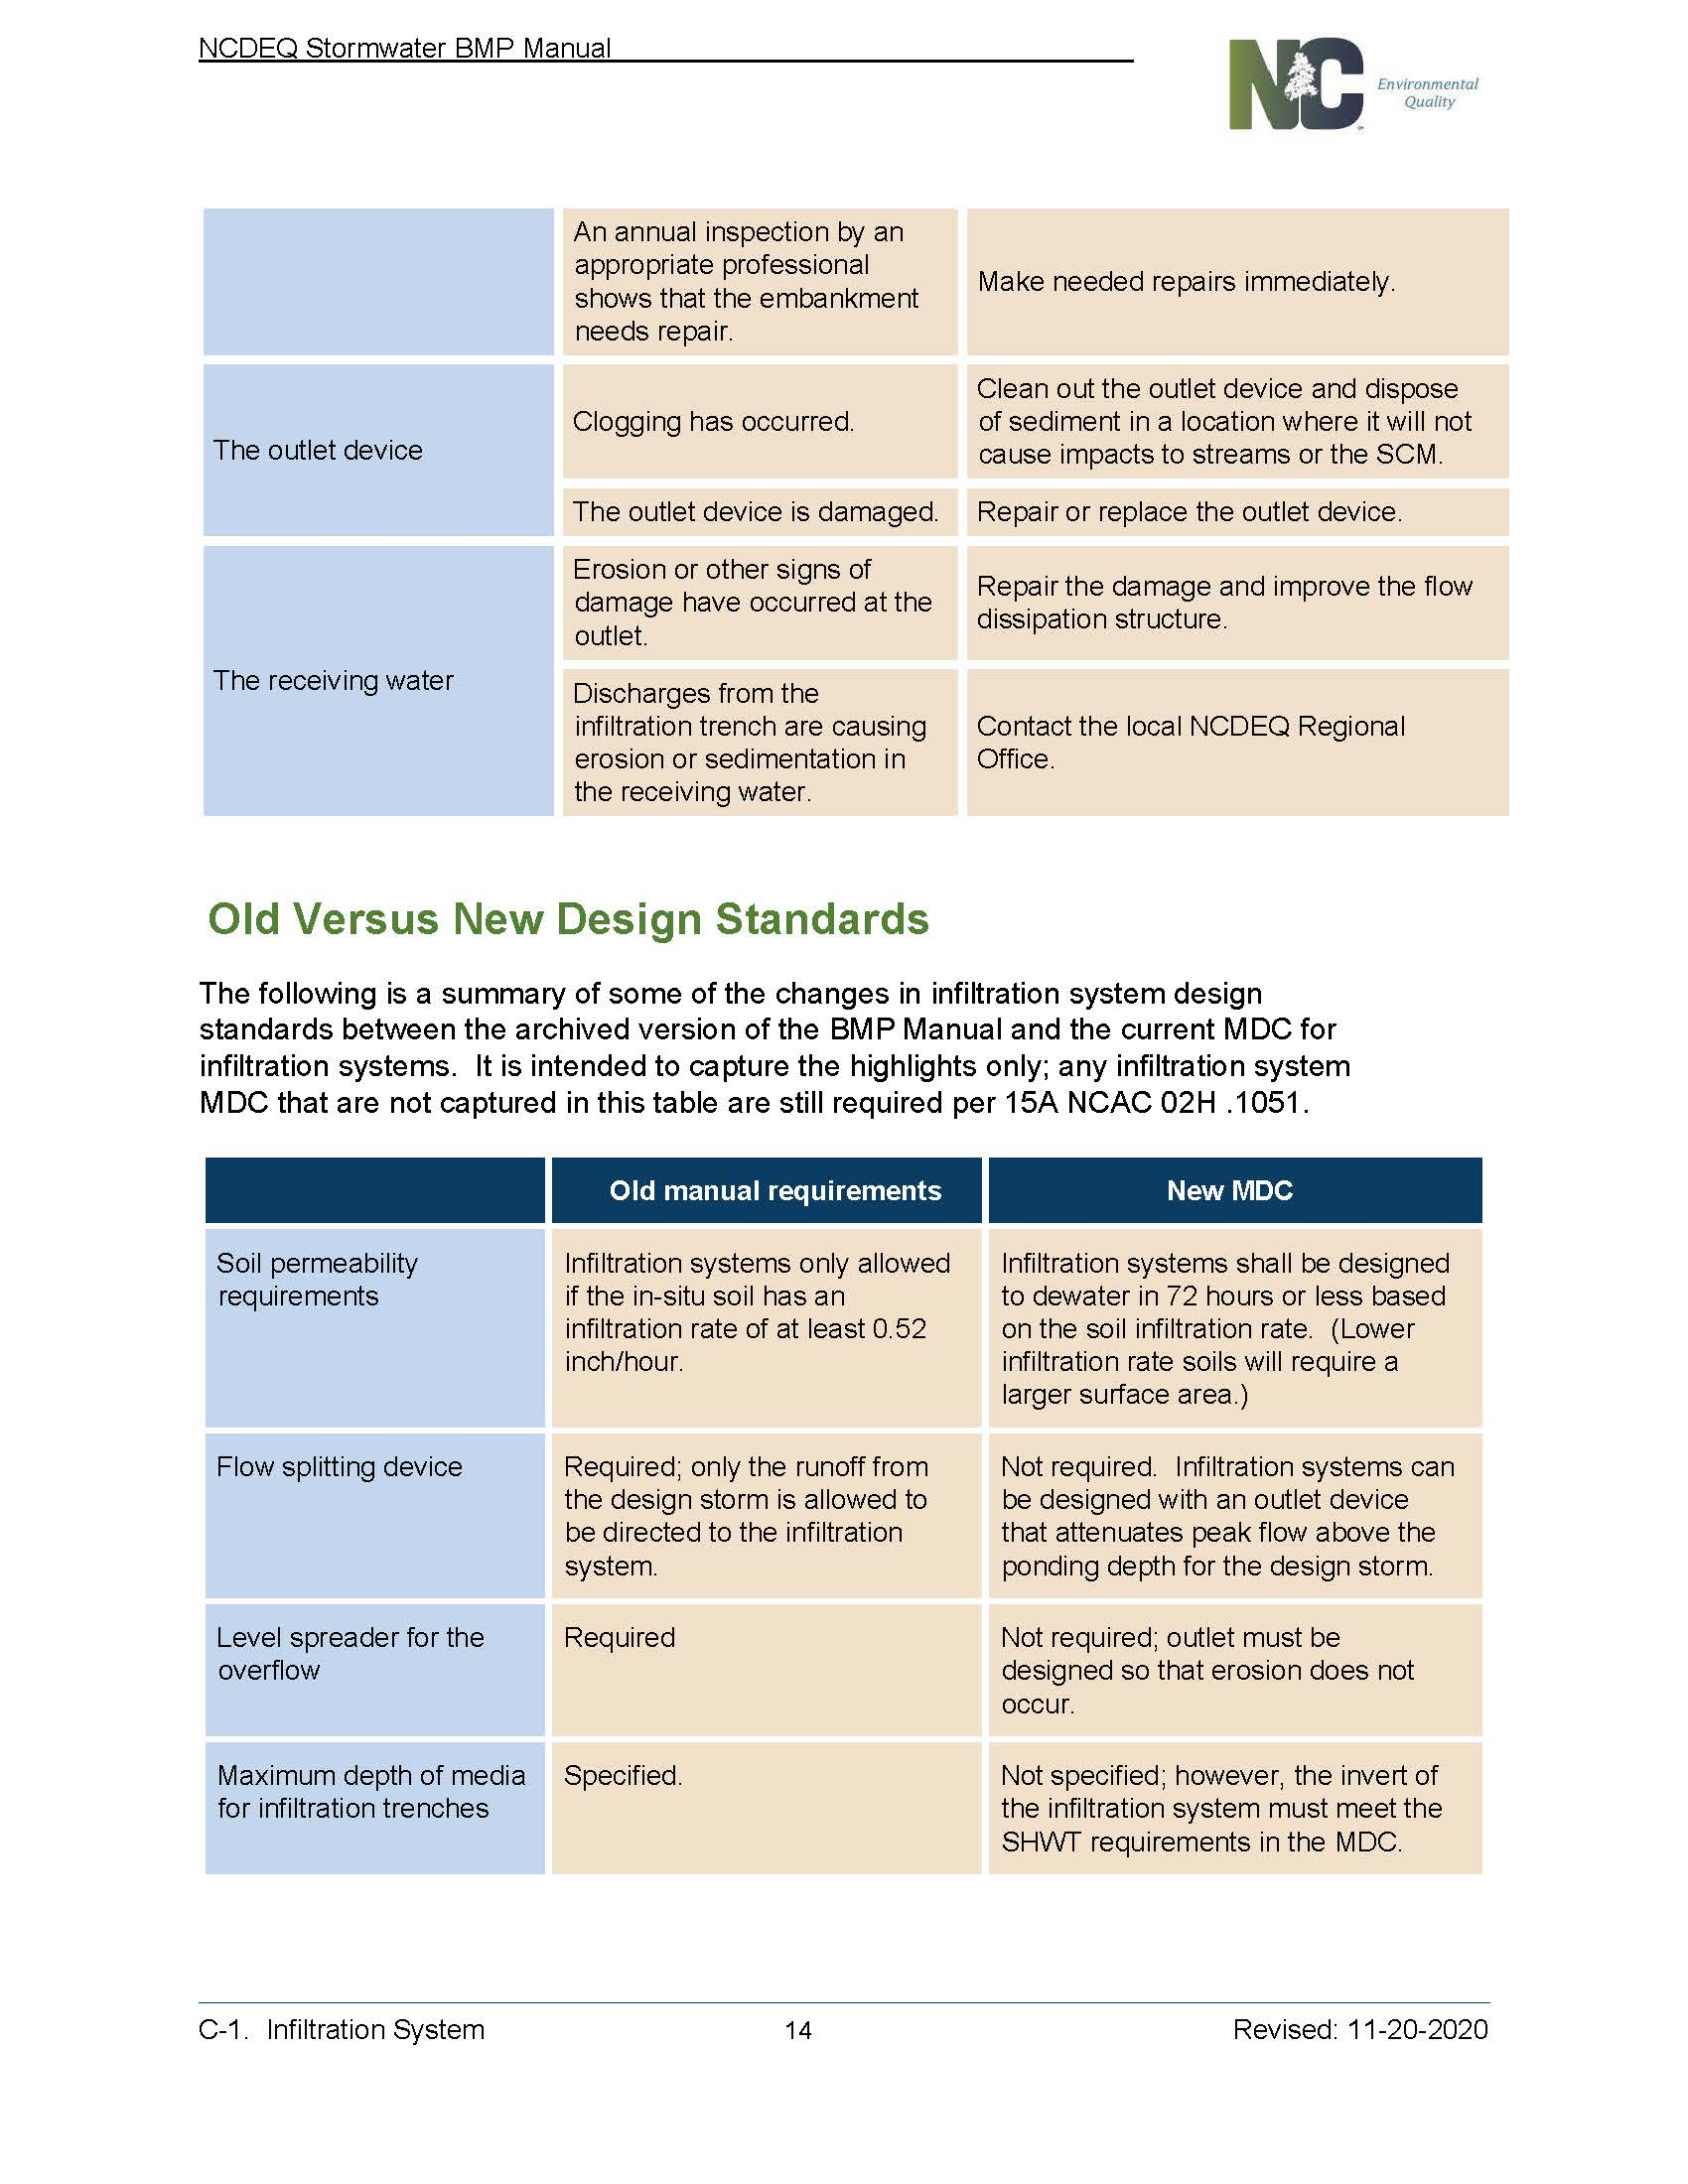 NCDEQ Stormwater BMP Manual
NC
Environmental
Quality
An annual inspection by an
appropriate professional
shows that the embankment
needs repair.
Make needed repairs immediately.
The outlet device
Clogging has occurred.
Clean out the outlet device and dispose
of sediment in a location where it will not
cause impacts to streams or the SCM.
The outlet device is damaged.
Repair or replace the outlet device.
The receiving water
Erosion or other signs of
damage have occurred at the
outlet.
Repair the damage and improve the flow
dissipation structure.
Discharges from the
infiltration trench are causing
erosion or sedimentation in
the receiving water.
Contact the local NCDEQ Regional
Office.
Old Versus New Design Standards
The following is a summary of some of the changes in infiltration system design
standards between the archived version of the BMP Manual and the current MDC for
infiltration systems.  It is intended to capture the highlights only; any infiltration system
MDC that are not captured in this table are still required per 15A NCAC 02H .1051.
Old manual requirements
New MDC
Soil permeability
requirements
Infiltration systems only allowed
if the in-situ soil has an
infiltration rate of at least 0.52
inch/hour.
Infiltration systems shall be designed
to dewater in 72 hours or less based
on the soil infiltration rate.  (Lower
infiltration rate soils will require a
larger surface area.)
Flow splitting device
Required; only the runoff from
the design storm is allowed to
be directed to the infiltration
system.
Not required.  Infiltration systems can
be designed with an outlet device
that attenuates peak flow above the
ponding depth for the design storm.
Level spreader for the
overflow
Required
Not required; outlet must be
designed so that erosion does not
occur.
Maximum depth of media
for infiltration trenches
Specified.
Not specified; however, the invert of
the infiltration system must meet the
SHWT requirements in the MDC.
C-1.  Infiltration System
14
Revised: 11-20-2020